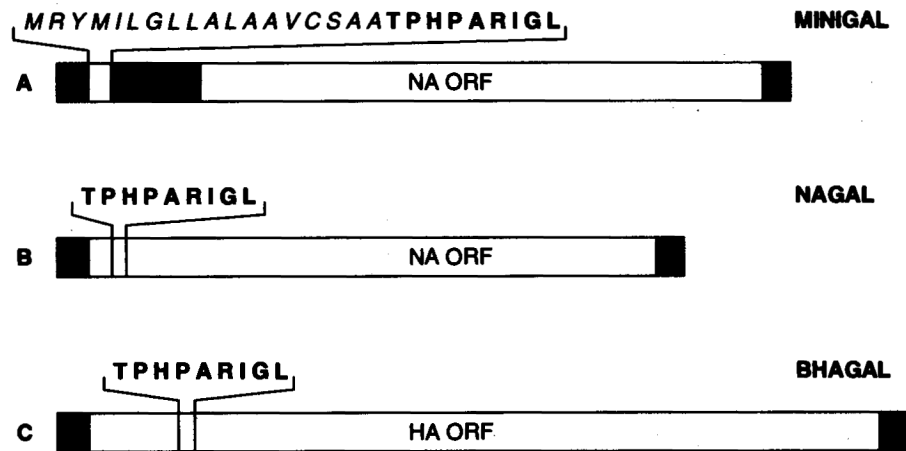 MRYMILGLLALAAVCSAATPHPARIGL MINIGAL
A NA ORF
TPHPARIGL NAGAL
B NA ORF
TPHPARIGL BHAGAL
C HA ORF